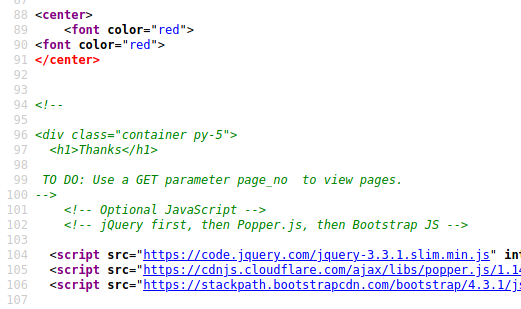 88 <center>
89 <font color="red">
90 <font color="red">
91 </center>
92
93
94 <!--
95
96 <div class="container py-5">
97 <h1>Thanks</h1>
98
99 TO DO: Use a GET parameter page_no  to view pages.
100 -->
101 <!-- Optional JavaScript -->
102 <!-- jQuery first, then Popper.js, then Bootstrap JS -->
103
104 <script src="https://code.jquery.com/jquery-3.3.1.slim.min.js" int
105 <script src="https://cdnjs.cloudflare.com/ajax/libs/popper.js/1.14
106 <script src="https://stackpath.bootstrapcdn.com/bootstrap/4.3.1/js
107